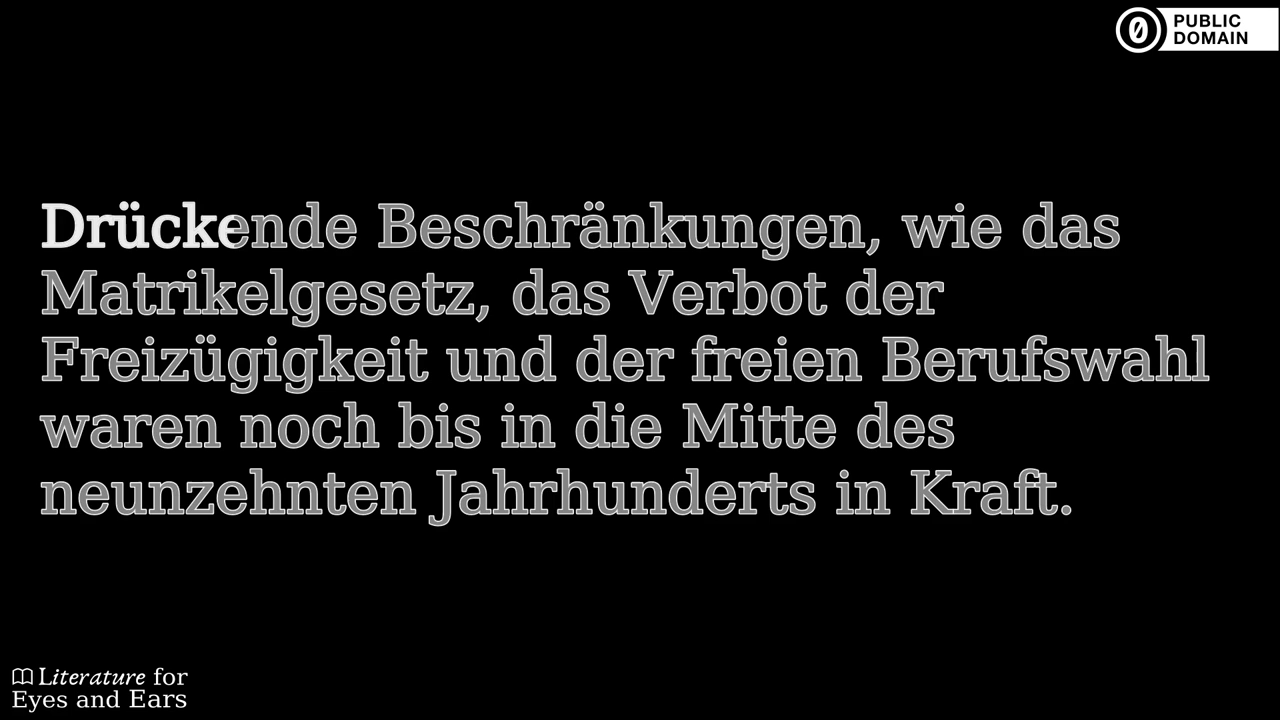 PUBLIC
DOMAIN
Drückende Beschränkungen, wie das
Matrikelgesetz, das Verbot der
Freizügigkeit und der freien Berufswahl
waren noch bis in die Mitte des
neunzehnten Jahrhunderts in Kraft.
Literature for
Eyes and Ears